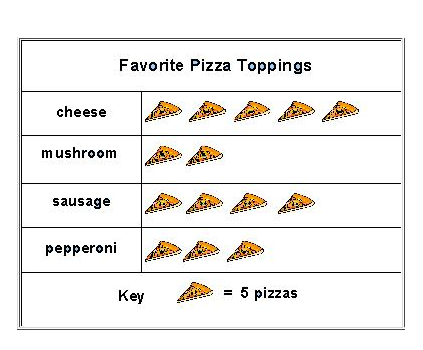 Favorite Pizza Toppings
cheese
mushroom
sausage
pepperoni
Key = 5 pizzas